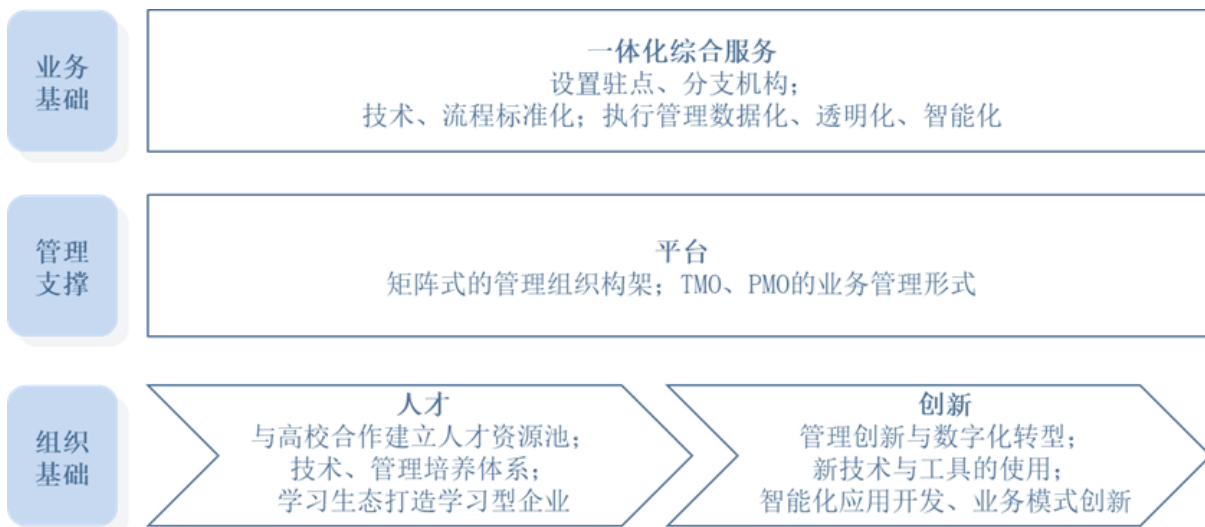 业务
基础
一体化综合服务
设置驻点、分支机构；
技术、流程标准化；执行管理数据化、透明化、智能化
管理
支撑
平台
矩阵式的管理组织构架；TMO、PMO的业务管理形式
组织
基础
人才
与高校合作建立人才资源池；
技术、管理培养体系；
学习生态打造学习型企业
创新
管理创新与数字化转型；
新技术与工具的使用；
智能化应用开发、业务模式创新